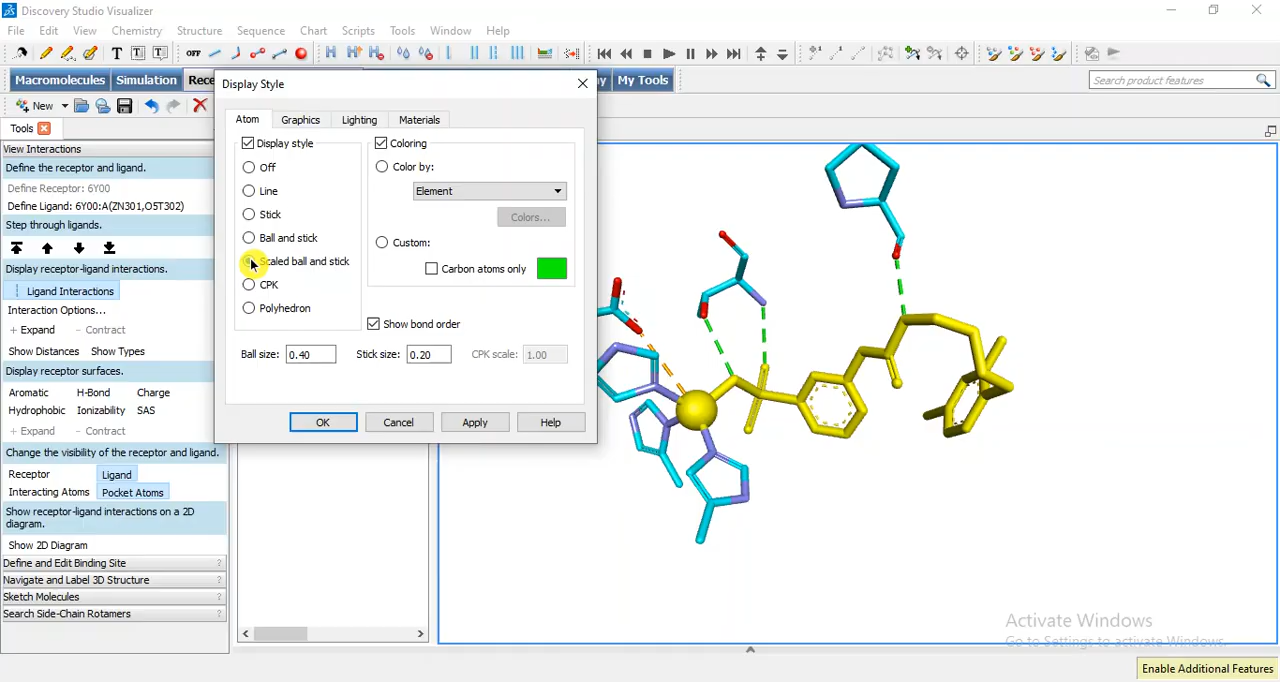 Discovery Studio Visualizer
File Edit View Chemistry Structure Sequence Chart Scripts Tools Window Help
T T T OFF H H H
Macromolecules Simulation Rece y My Tools
Search product features
Display Style
New
Tools
View Interactions
Define the receptor and ligand.
Define Receptor: 6Y00
Define Ligand: 6Y00:A(ZN301,O5T302)
Step through ligands.
Display receptor-ligand interactions.
Ligand Interactions
Interaction Options...
+ Expand - Contract
Show Distances Show Types
Display receptor surfaces.
Aromatic H-Bond Charge
Hydrophobic Ionizability SAS
+ Expand - Contract
Change the visibility of the receptor and ligand.
Receptor Ligand
Interacting Atoms Pocket Atoms
Show receptor-ligand interactions on a 2D
diagram.
Show 2D Diagram
Define and Edit Binding Site ?
Navigate and Label 3D Structure ?
Sketch Molecules ?
Search Side-Chain Rotamers ?
Atom Graphics Lighting Materials
Display style
Off
Line
Stick
Ball and stick
Scaled ball and stick
CPK
Polyhedron
Coloring
Color by:
Element
Colors...
Custom:
Carbon atoms only
Show bond order
Ball size: 0.40 Stick size: 0.20 CPK scale: 1.00
OK Cancel Apply Help
Activate Windows
Go to Settings to activate Windows.
Enable Additional Features